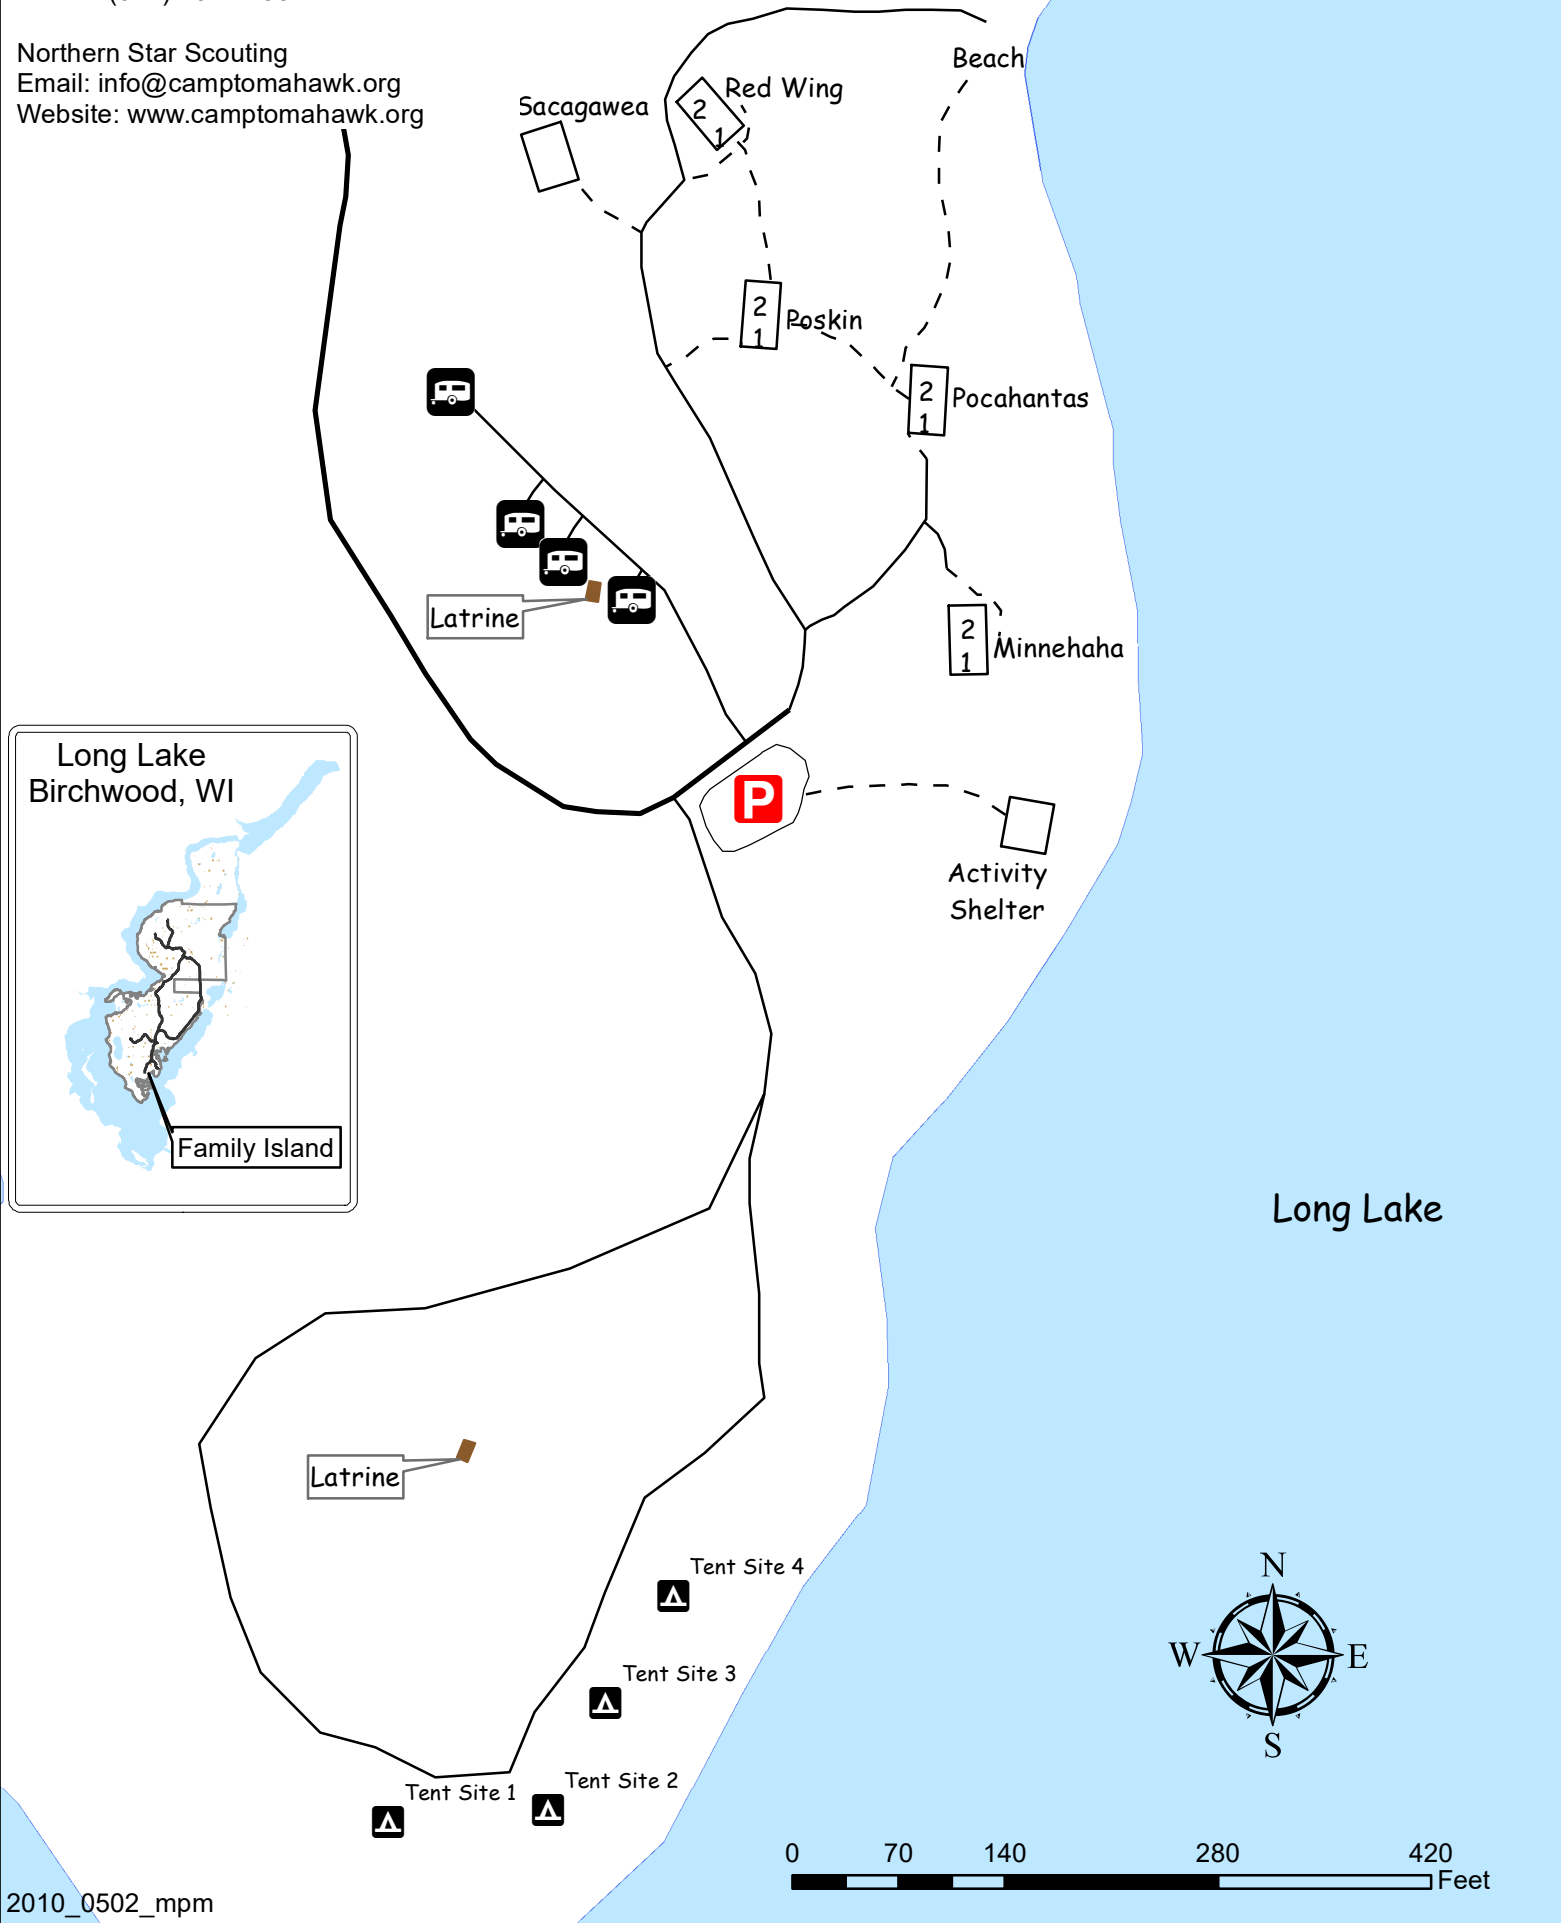 Northern Star Scouting
Email: info@camptomahawk.org
Website: www.camptomahawk.org
Beach
Red Wing
2
1
Sacagawea
2
1
Poskin
2
1
Pocahantas
Latrine
2
1
Minnehaha
Long Lake
Birchwood, WI
P
Activity
Shelter
Family Island
Long Lake
Latrine
Tent Site 4
N
W
E
S
Tent Site 3
Tent Site 2
Tent Site 1
0 70 140 280 420
Feet
2010_0502_mpm